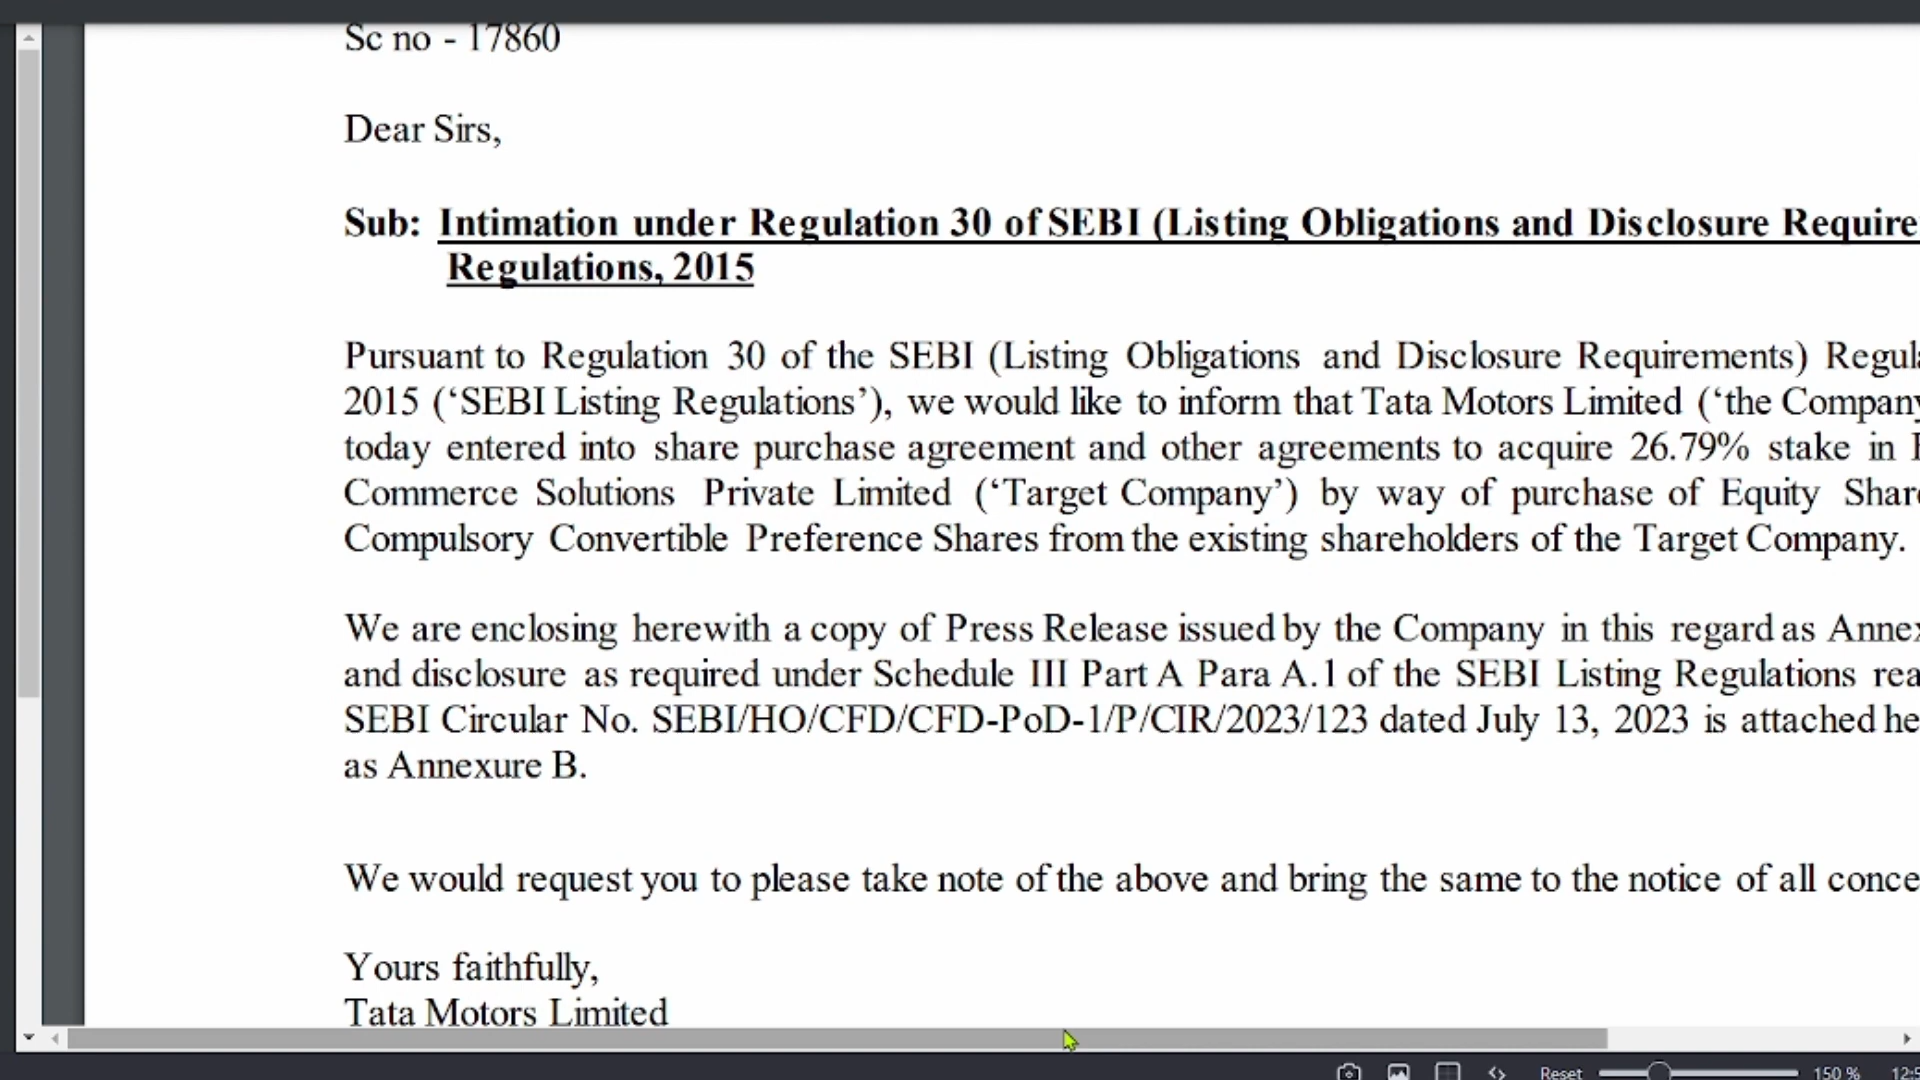 Sc no - 17860
Dear Sirs,
Sub: Intimation under Regulation 30 of SEBI (Listing Obligations and Disclosure Require
Regulations, 2015
Pursuant to Regulation 30 of the SEBI (Listing Obligations and Disclosure Requirements) Regul
2015 (‘SEBI Listing Regulations’), we would like to inform that Tata Motors Limited (‘the Company
today entered into share purchase agreement and other agreements to acquire 26.79% stake in
Commerce Solutions Private Limited (‘Target Company’) by way of purchase of Equity Shar
Compulsory Convertible Preference Shares from the existing shareholders of the Target Company.
We are enclosing herewith a copy of Press Release issued by the Company in this regard as Annex
and disclosure as required under Schedule III Part A Para A.1 of the SEBI Listing Regulations rea
SEBI Circular No. SEBI/HO/CFD/CFD-PoD-1/P/CIR/2023/123 dated July 13, 2023 is attached he
as Annexure B.
We would request you to please take note of the above and bring the same to the notice of all conce
Yours faithfully,
Tata Motors Limited
Reset 150 % 12:5